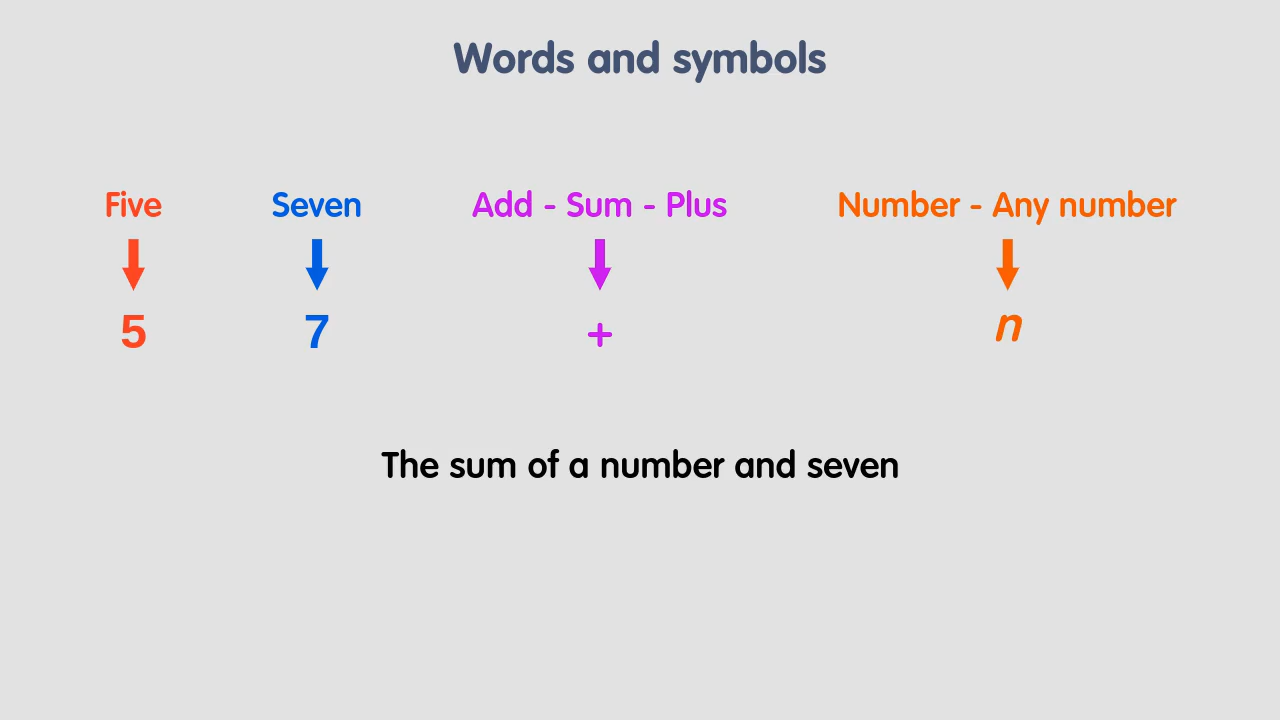 Words and symbols
Five Seven Add - Sum - Plus Number - Any number
5 7 + n
The sum of a number and seven